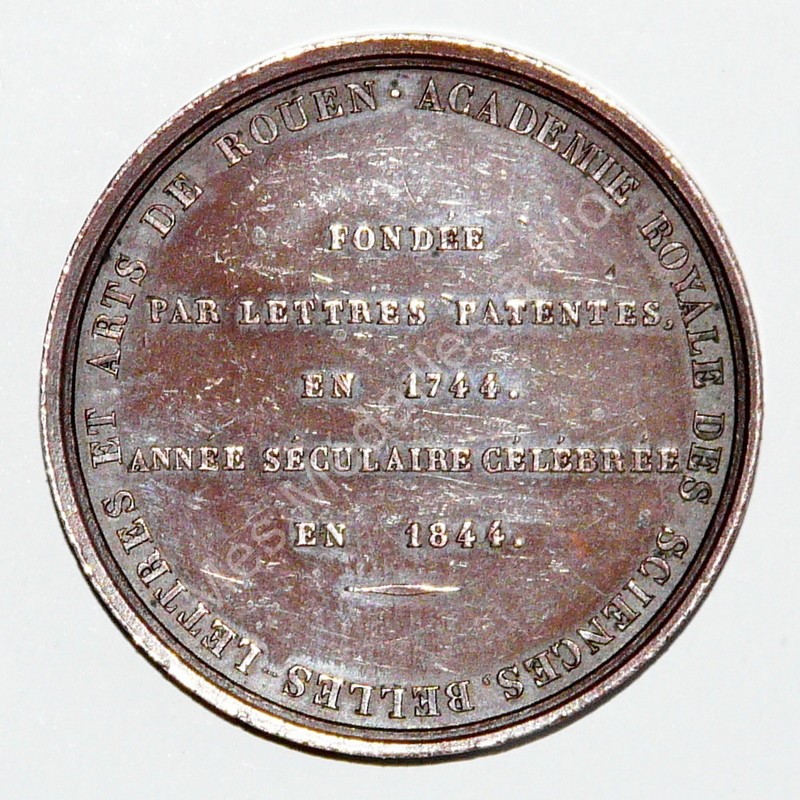 ACADEMIE ROYALE DES SCIENCES, BELLES-LETTRES ET ARTS DE ROUEN •
FONDÉE
PAR LETTRES PATENTES,
EN 1744.
ANNÉE SÉCULAIRE CÉLÉBRÉE
EN 1844.